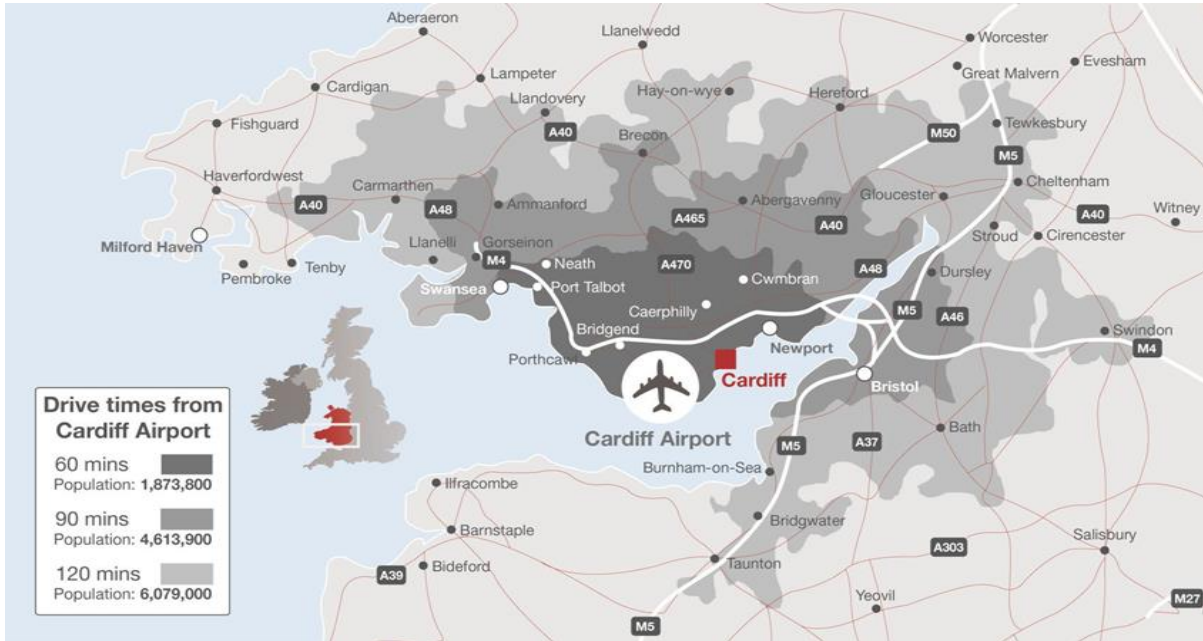 Aberaeron
Llanelwedd
Worcester
Great Malvern
Evesham
Cardigan
Lampeter
Llandovery
Hay-on-wye
Hereford
Fishguard
A40
Brecon
M50
Tewkesbury
M5
Haverfordwest
A40
Carmarthen
A48
Ammanford
A465
Abergavenny
A40
Gloucester
Cheltenham
A40
Witney
Milford Haven
Llanelli
Gorseinon
M4
Neath
A470
Cwmbran
A48
Stroud
Cirencester
Dursley
Pembroke
Tenby
Swansea
Port Talbot
Caerphilly
M5
A46
Bridgend
Porthcawl
Newport
Swindon
M4
Cardiff
Bristol
Cardiff Airport
M5
A37
Bath
Burnham-on-Sea
Drive times from
Cardiff Airport
60 mins
Population: 1,873,800
90 mins
Population: 4,613,900
120 mins
Population: 6,079,000
Ilfracombe
Barnstaple
Bideford
A39
Bridgwater
Taunton
M5
A303
Salisbury
Yeovil
M27